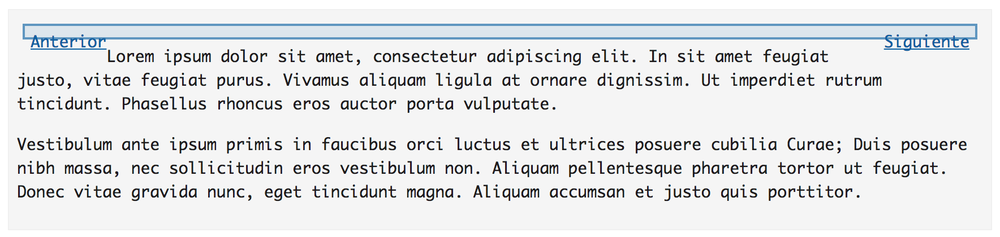 Anterior Siguiente
Lorem ipsum dolor sit amet, consectetur adipiscing elit. In sit amet feugiat
justo, vitae feugiat purus. Vivamus aliquam ligula at ornare dignissim. Ut imperdiet rutrum
tincidunt. Phasellus rhoncus eros auctor porta vulputate.
Vestibulum ante ipsum primis in faucibus orci luctus et ultrices posuere cubilia Curae; Duis posuere
nibh massa, nec sollicitudin eros vestibulum non. Aliquam pellentesque pharetra tortor ut feugiat.
Donec vitae gravida nunc, eget tincidunt magna. Aliquam accumsan et justo quis porttitor.